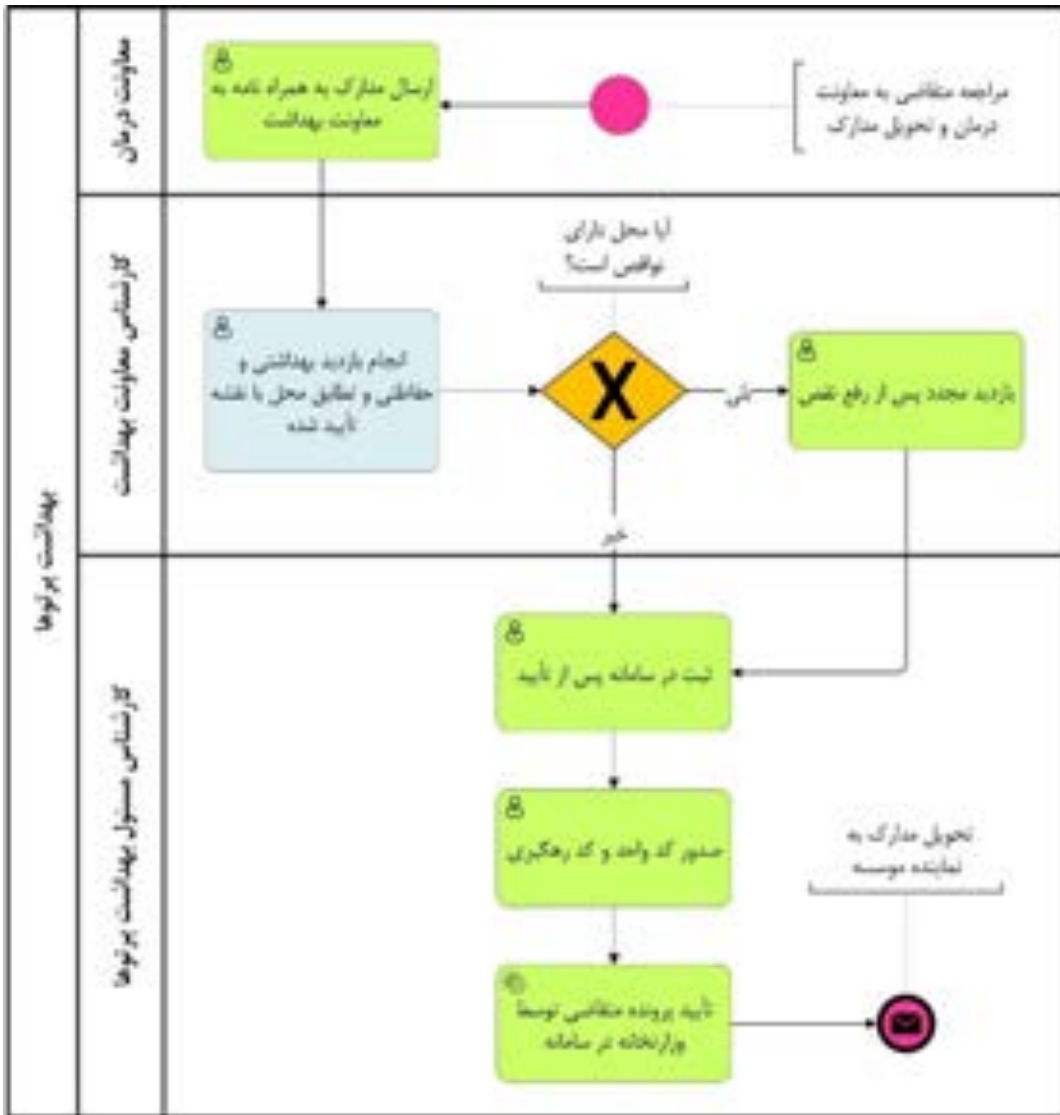 بهداشت پرتوها
معاونت درمان
مراجعه متقاضی به معاونت
درمان و تحویل مدارک
ارسال مدارک به همراه نامه به
معاونت بهداشت
کارشناس معاونت بهداشت
انجام بازدید بهداشتی و
حفاظتی و تطابق محل با نقشه
تأیید شده
آیا محل دارای
نواقص است؟
X
بلی
بازدید مجدد پس از رفع نقص
خیر
کارشناس مسئول بهداشت پرتوها
ثبت در سامانه پس از تأیید
صدور کد واحد و کد رهگیری
تأیید پرونده متقاضی توسط
وزارتخانه در سامانه
تحویل مدارک به
نماینده موسسه